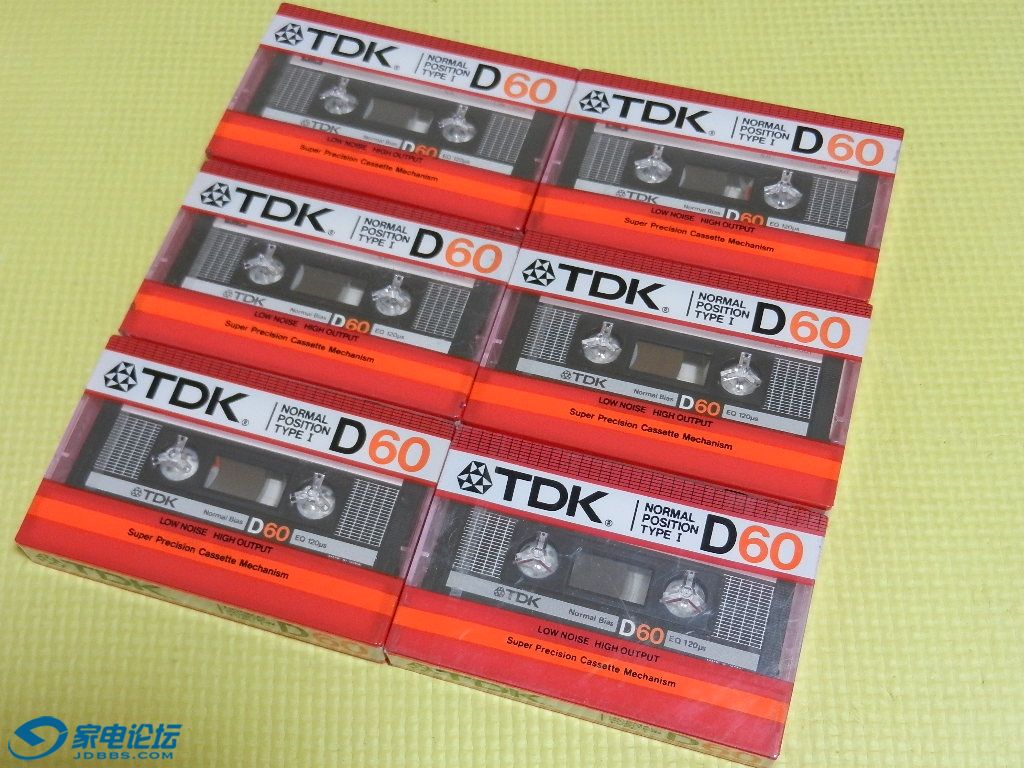 TDK® NORMAL POSITION TYPE I D60
TDK Normal Bias D60 EQ 120μs
LOW NOISE HIGH OUTPUT
Super Precision Cassette Mechanism
TDK® NORMAL POSITION TYPE I D60
TDK Normal Bias D60 EQ 120μs
LOW NOISE HIGH OUTPUT
Super Precision Cassette Mechanism
TDK® NORMAL POSITION TYPE I D60
TDK Normal Bias D60 EQ 120μs
LOW NOISE HIGH OUTPUT
Super Precision Cassette Mechanism
TDK® NORMAL POSITION TYPE I D60
TDK Normal Bias D60 EQ 120μs
LOW NOISE HIGH OUTPUT
Super Precision Cassette Mechanism
TDK® NORMAL POSITION TYPE I D60
TDK Normal Bias D60 EQ 120μs
LOW NOISE HIGH OUTPUT
Super Precision Cassette Mechanism
TDK D60
TDK® NORMAL POSITION TYPE I D60
TDK Normal Bias D60 EQ 120μs
LOW NOISE HIGH OUTPUT
Super Precision Cassette Mechanism
TDK D60
家电论坛
JDBBS.COM